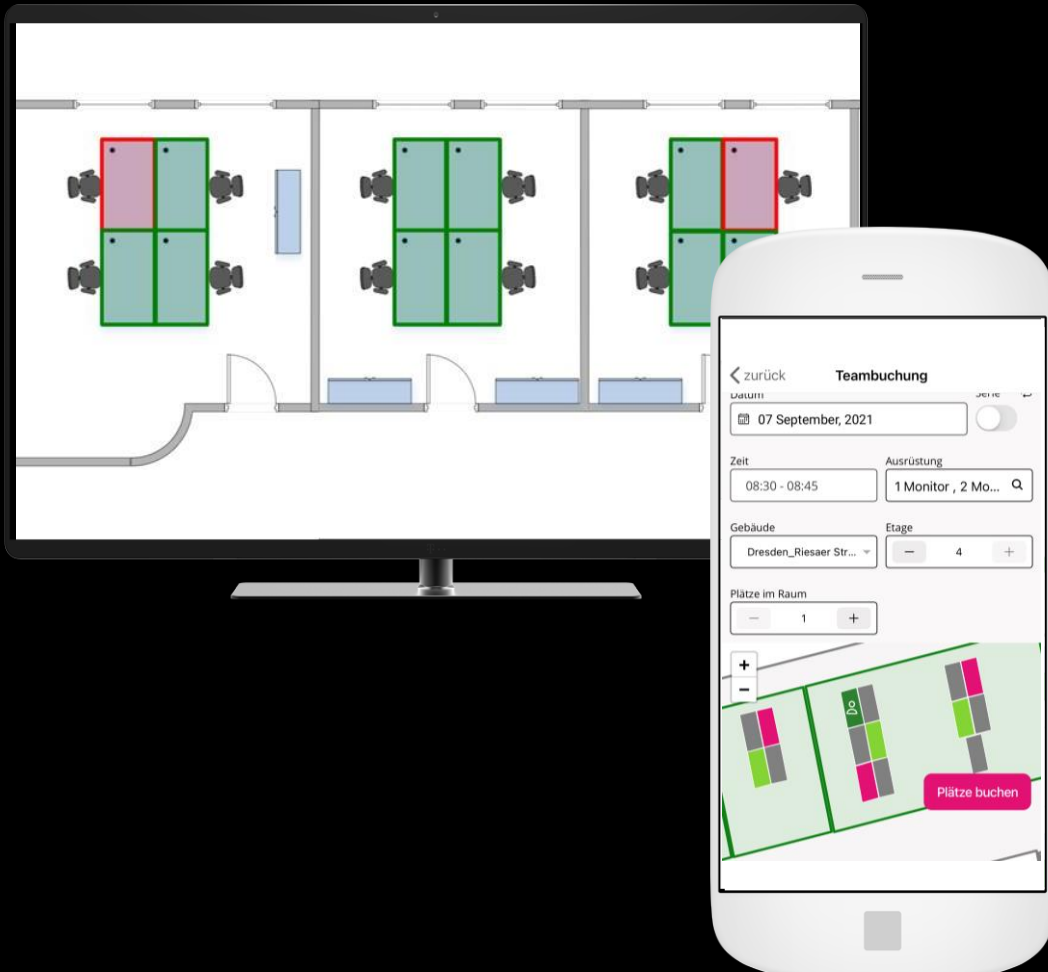 zurück
Teambuchung
Datum
Serie
07 September, 2021
Zeit
Ausrüstung
08:30 - 08:45
1 Monitor , 2 Mo...
Gebäude
Etage
Dresden_Riesaer Str...
− 4 +
Plätze im Raum
− 1 +
+
−
Plätze buchen